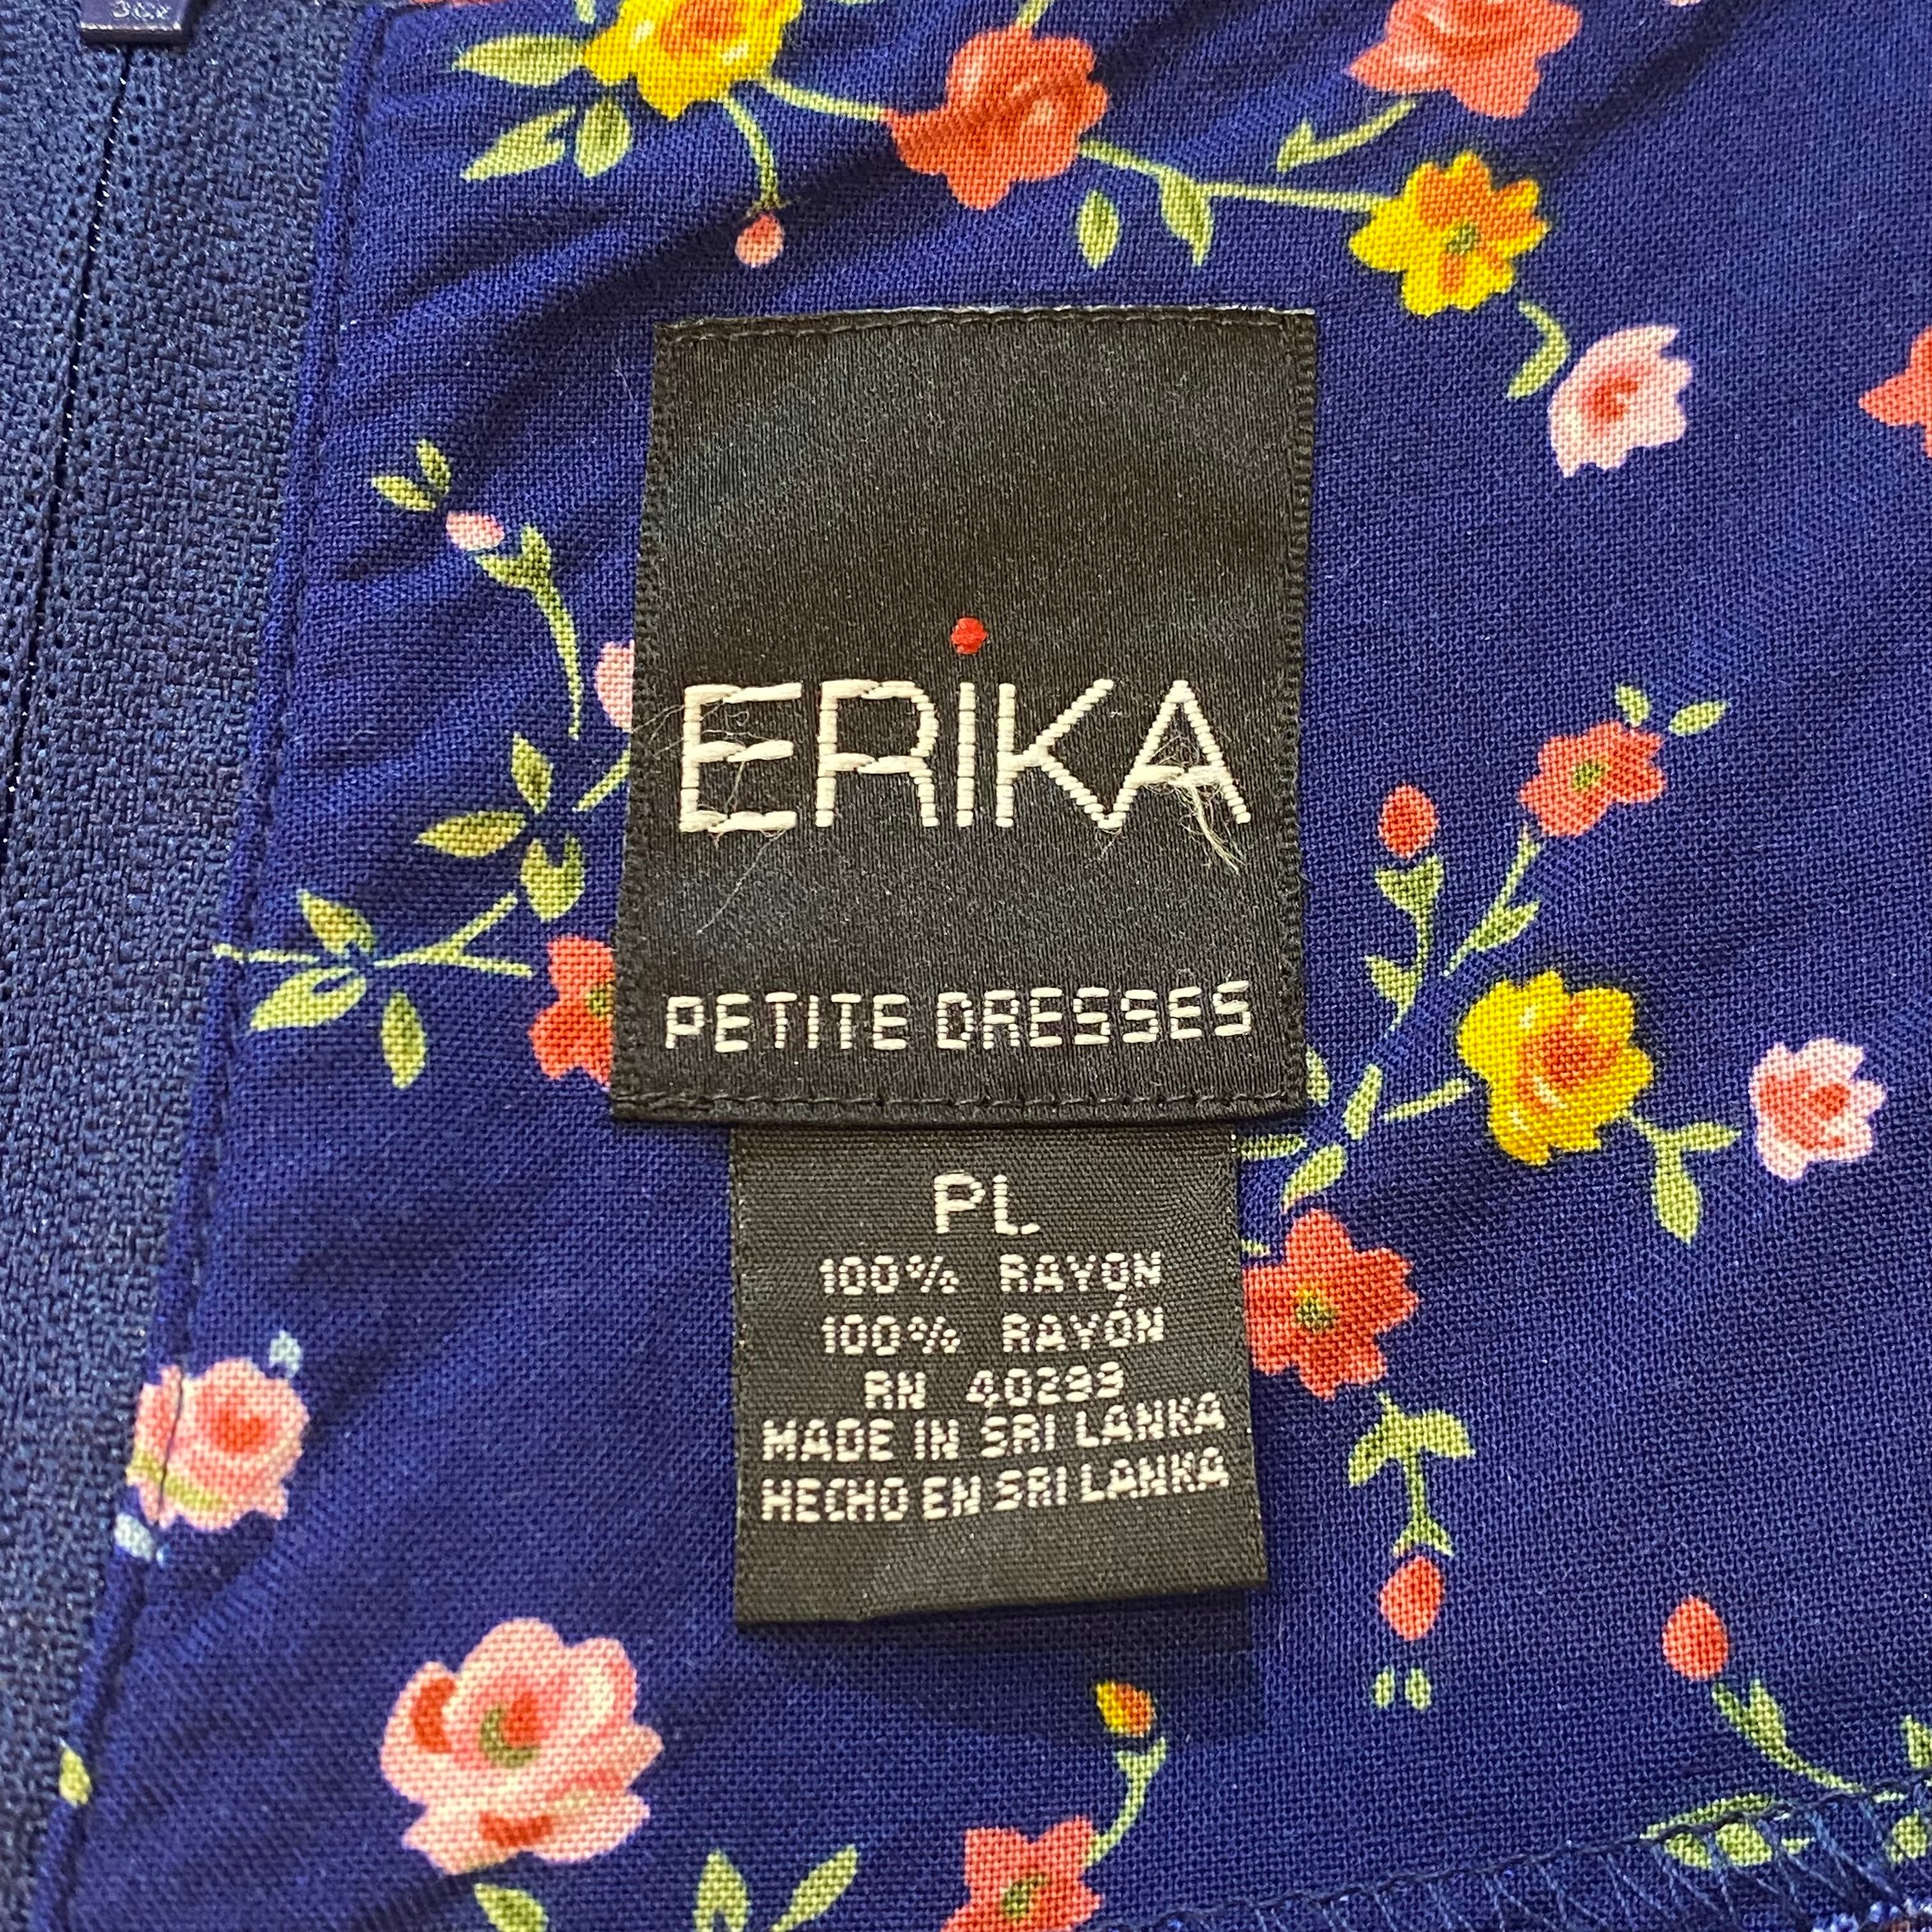 ERiKA
PETITE DRESSES
PL
100% RAYON
100% RAYÓN
RN 40299
MADE IN SRI LANKA
HECHO EN SRI LANKA